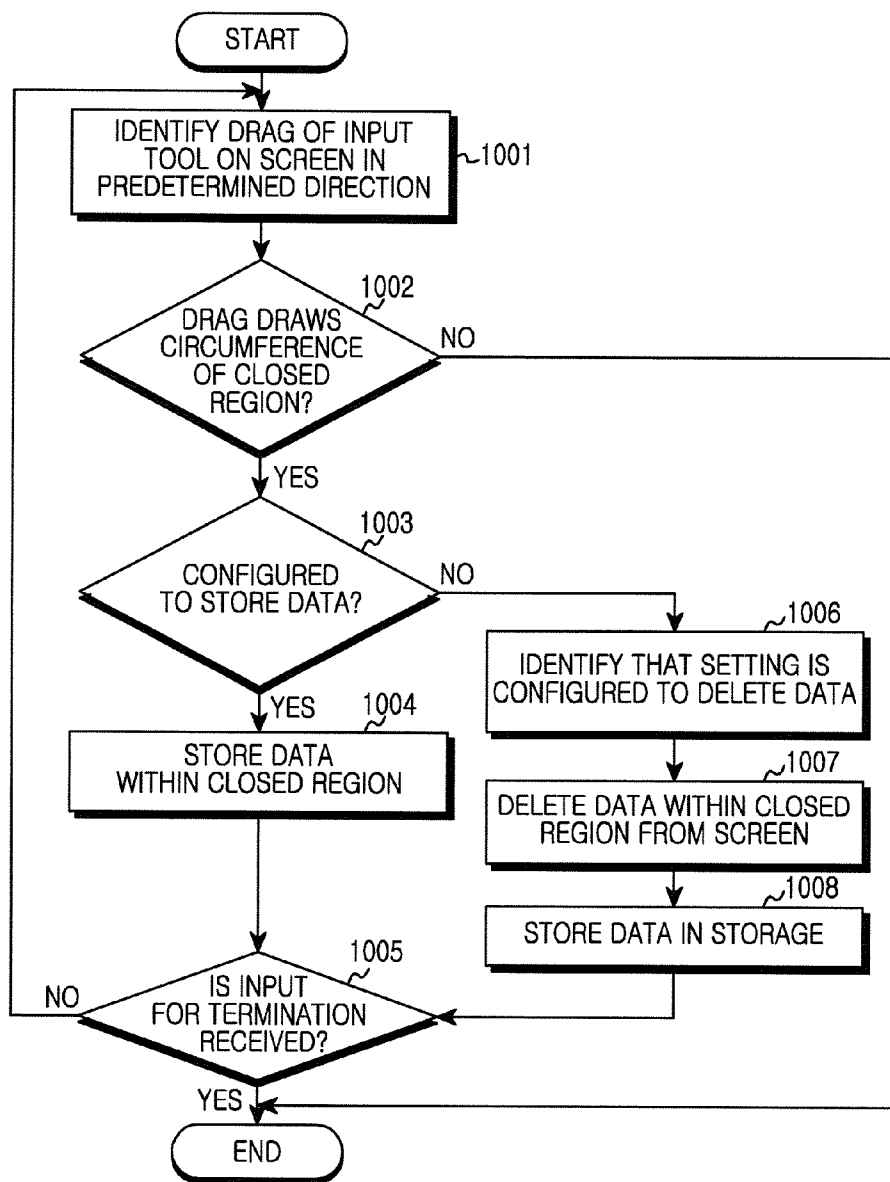 START
IDENTIFY DRAG OF INPUT
TOOL ON SCREEN IN
PREDETERMINED DIRECTION
1001
1002
DRAG DRAWS
CIRCUMFERENCE
OF CLOSED
REGION?
NO
YES
1003
CONFIGURED
TO STORE DATA?
NO
YES
1004
STORE DATA
WITHIN CLOSED REGION
1006
IDENTIFY THAT SETTING IS
CONFIGURED TO DELETE DATA
1007
DELETE DATA WITHIN CLOSED
REGION FROM SCREEN
1008
STORE DATA IN STORAGE
1005
IS INPUT
FOR TERMINATION
RECEIVED?
NO
YES
END